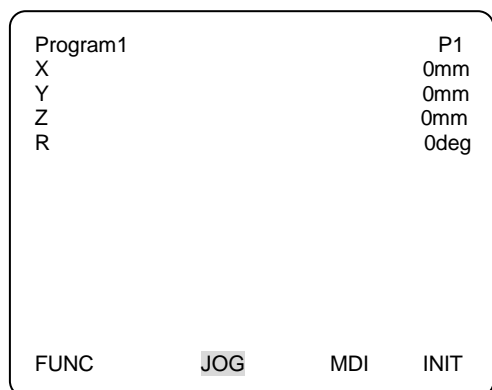 Program1 P1
X 0mm
Y 0mm
Z 0mm
R 0deg
FUNC JOG MDI INIT